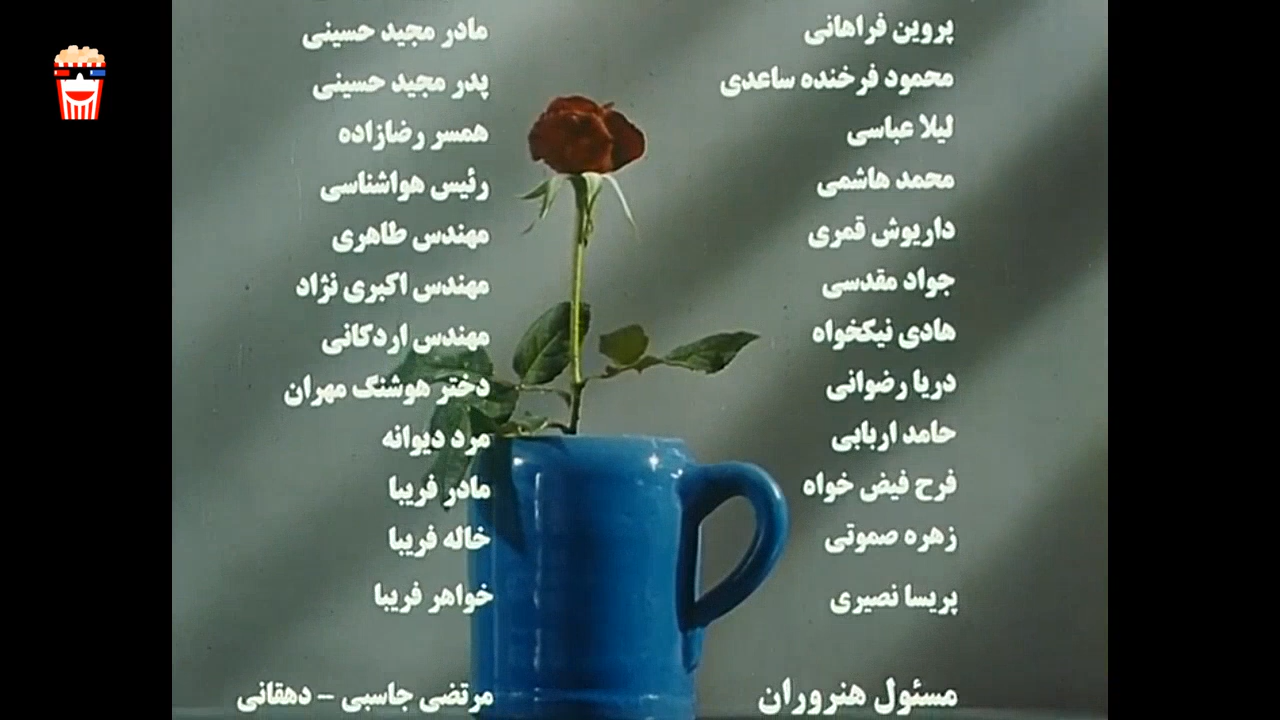 پروین فراهانی مادر مجید حسینی
محمود فرخنده ساعدی پدر مجید حسینی
لیلا عباسی همسر رضازاده
محمد هاشمی رئیس هواشناسی
داریوش قمری مهندس طاهری
جواد مقدسی مهندس اکبری نژاد
هادی نیکخواه مهندس اردکانی
دریا رضوانی دختر هوشنگ مهران
حامد اربابی مرد دیوانه
فرح فیض خواه مادر فریبا
زهره صموتی خاله فریبا
پریسا نصیری خواهر فریبا
مسئول هنروران مرتضی جاسبی – دهقانی